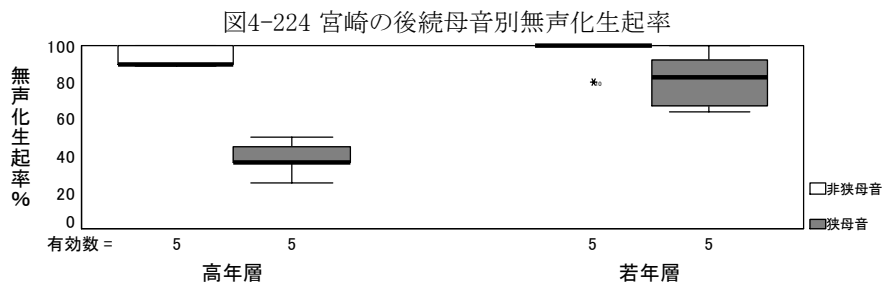 図4-224 宮崎の後続母音別無声化生起率
無声化生起率%
100
80
60
40
20
0
*70
非狭母音
狭母音
有効数 =
5
5
5
5
高年層
若年層